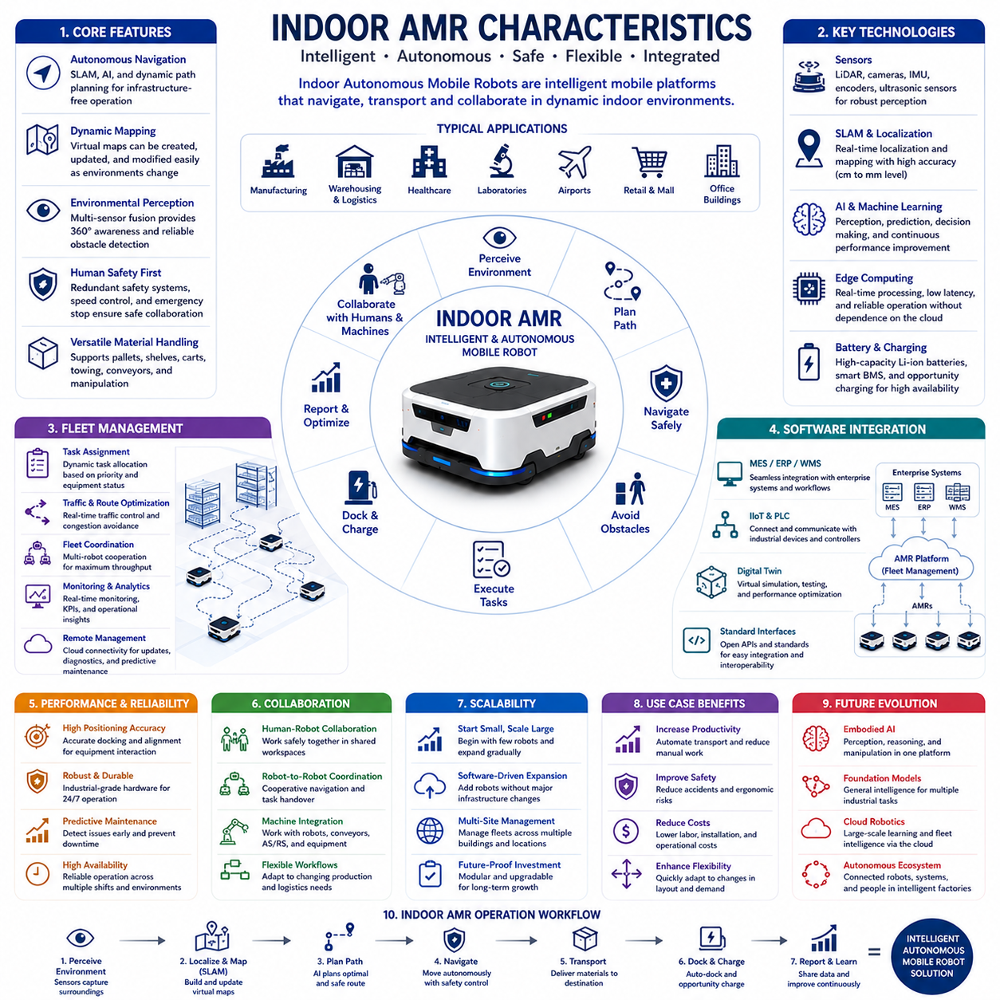 INDOOR AMR CHARACTERISTICS
Intelligent • Autonomous • Safe • Flexible • Integrated
Indoor Autonomous Mobile Robots are intelligent mobile platforms
that navigate, transport and collaborate in dynamic indoor environments.
TYPICAL APPLICATIONS
Manufacturing
Warehousing
& Logistics
Healthcare
Laboratories
Airports
Retail & Mall
Office
Buildings
1. CORE FEATURES
Autonomous Navigation
SLAM, AI, and dynamic path
planning for infrastructure-
free operation
Dynamic Mapping
Virtual maps can be created,
updated, and modified easily
as environments change
Environmental Perception
Multi-sensor fusion provides
360° awareness and reliable
obstacle detection
Human Safety First
Redundant safety systems,
speed control, and emergency
stop ensure safe collaboration
Versatile Material Handling
Supports pallets, shelves, carts,
towing, conveyors, and
manipulation
2. KEY TECHNOLOGIES
Sensors
LiDAR, cameras, IMU,
encoders, ultrasonic sensors
for robust perception
SLAM & Localization
Real-time localization and
mapping with high accuracy
(cm to mm level)
AI & Machine Learning
Perception, prediction, decision
making, and continuous
performance improvement
Edge Computing
Real-time processing, low latency,
and reliable operation without
dependence on the cloud
Battery & Charging
High-capacity Li-ion batteries,
smart BMS, and opportunity
charging for high availability
INDOOR AMR
INTELLIGENT & AUTONOMOUS
MOBILE ROBOT
Perceive
Environment
Plan
Path
Navigate
Safely
Avoid
Obstacles
Execute
Tasks
Dock &
Charge
Report &
Optimize
Collaborate
with Humans &
Machines
3. FLEET MANAGEMENT
Task Assignment
Dynamic task allocation
based on priority and
equipment status
Traffic & Route Optimization
Real-time traffic control and
congestion avoidance
Fleet Coordination
Multi-robot cooperation
for maximum throughput
Monitoring & Analytics
Real-time monitoring,
KPIs, and operational
insights
Remote Management
Cloud connectivity for updates,
diagnostics, and predictive
maintenance
4. SOFTWARE INTEGRATION
MES / ERP / WMS
Seamless integration with enterprise
systems and workflows
IIoT & PLC
Connect and communicate with
industrial devices and controllers
Digital Twin
Virtual simulation, testing,
and performance optimization
Standard Interfaces
Open APIs and standards
for easy integration and
interoperability
Enterprise Systems
MES
ERP
WMS
AMR Platform
(Fleet Management)
AMRs
5. PERFORMANCE & RELIABILITY
High Positioning Accuracy
Accurate docking and alignment
for equipment interaction
Robust & Durable
Industrial-grade hardware for
24/7 operation
Predictive Maintenance
Detect issues early and prevent
downtime
High Availability
Reliable operation across
multiple shifts and environments
6. COLLABORATION
Human-Robot Collaboration
Work safely together in shared
workspaces
Robot-to-Robot Coordination
Cooperative navigation and
task handover
Machine Integration
Work with robots, conveyors,
AS/RS, and equipment
Flexible Workflows
Adapt to changing production
and logistics needs
7. SCALABILITY
Start Small, Scale Large
Begin with few robots and
expand gradually
Software-Driven Expansion
Add robots without major
infrastructure changes
Multi-Site Management
Manage fleets across multiple
buildings and locations
Future-Proof Investment
Modular and upgradable
for long-term growth
8. USE CASE BENEFITS
Increase Productivity
Automate transport and reduce
manual work
Improve Safety
Reduce accidents and ergonomic
risks
$
Reduce Costs
Lower labor, installation, and
operational costs
Enhance Flexibility
Quickly adapt to changes in
layout and demand
9. FUTURE EVOLUTION
Embodied AI
Perception, reasoning, and
manipulation in one platform
Foundation Models
General intelligence for multiple
industrial tasks
Cloud Robotics
Large-scale learning and fleet
intelligence via the cloud
Autonomous Ecosystem
Connected robots, systems,
and people in intelligent factories
10. INDOOR AMR OPERATION WORKFLOW
1. Perceive
Environment
Sensors capture
surroundings
2. Localize & Map
(SLAM)
Build and update
virtual maps
3. Plan Path
AI plans optimal
and safe route
4. Navigate
Move autonomously
with safety control
5. Transport
Deliver materials to
destination
6. Dock & Charge
Auto-dock and
opportunity charge
7. Report & Learn
Share data and
improve continuously
=
INTELLIGENT
AUTONOMOUS
MOBILE ROBOT
SOLUTION